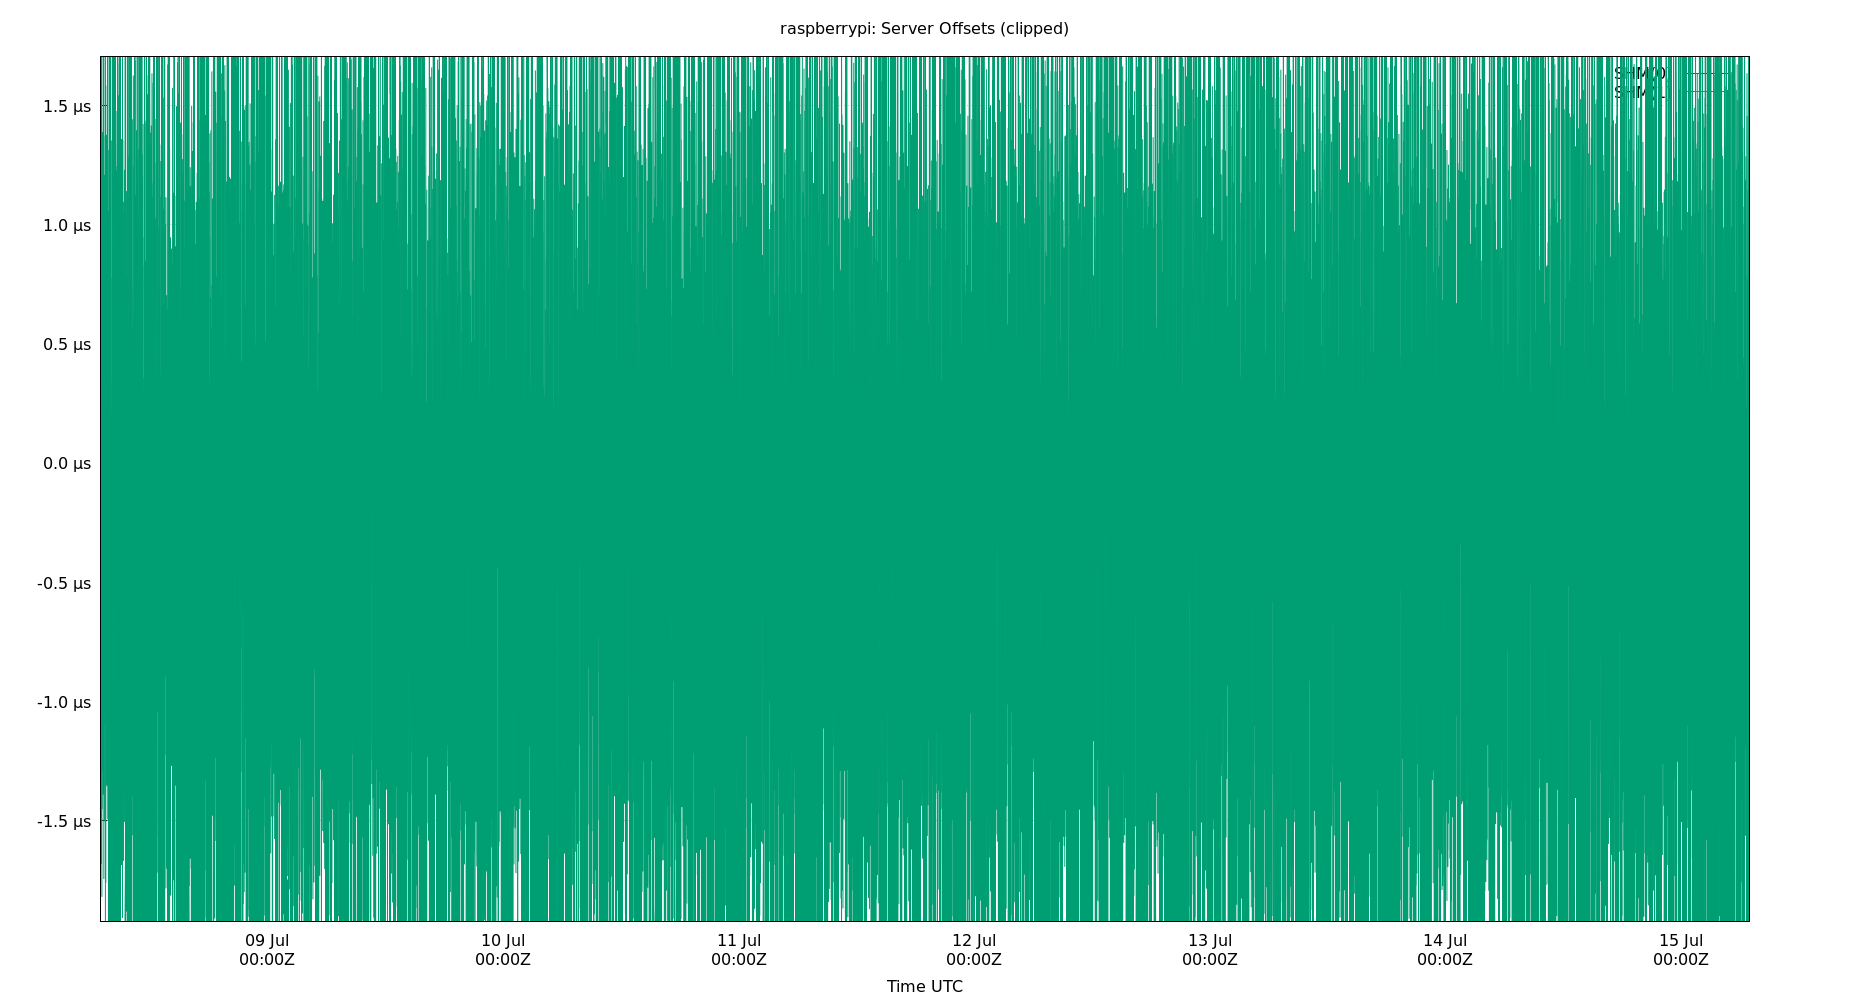 raspberrypi: Server Offsets (clipped)
SHM(0)
1.5 µs
1.0 µs
0.5 µs
0.0 µs
-0.5 µs
-1.0 µs
-1.5 µs
09 Jul 10 Jul 11 Jul 12 Jul 13 Jul 14 Jul 15 Jul
00:00Z 00:00Z 00:00Z 00:00Z 00:00Z 00:00Z 00:00Z
Time UTC